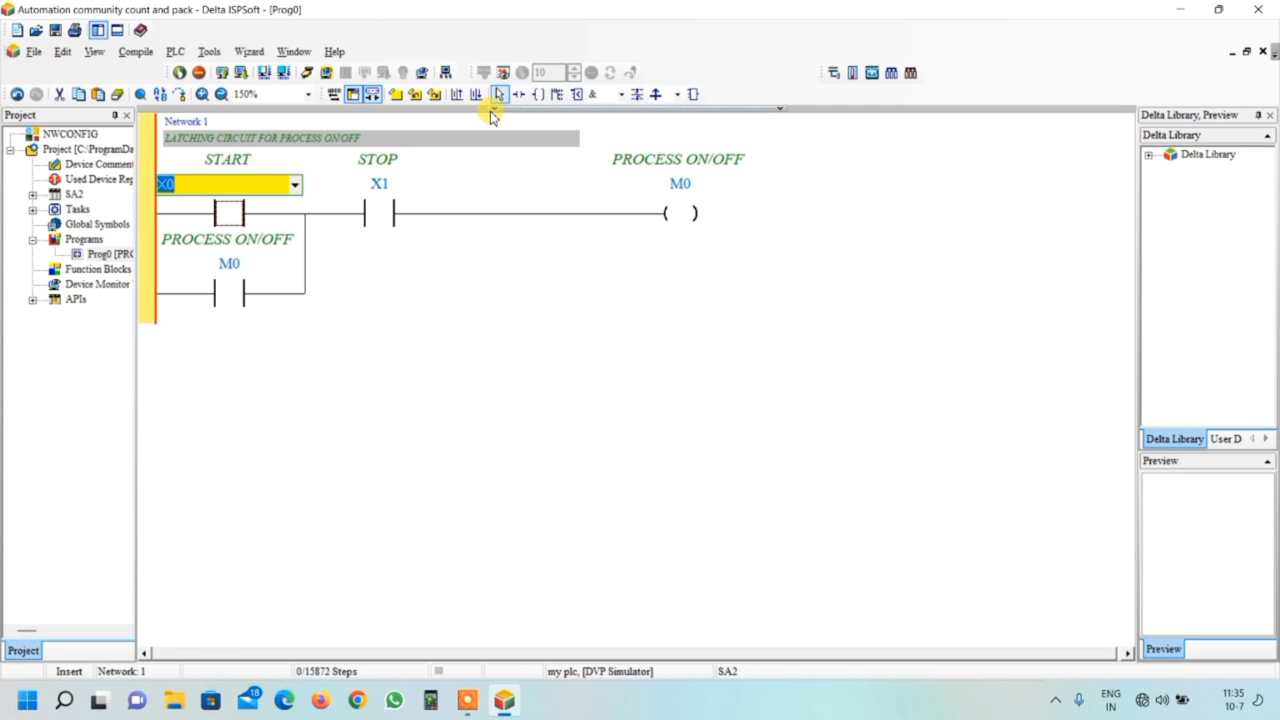 Automation community count and pack - Delta ISPSoft - [Prog0]
File Edit View Compile PLC Tools Wizard Window Help
10
150%
&
Project
NWCONFIG
Project [C:\ProgramDa
Device Comment
Used Device Rep
SA2
Tasks
Global Symbols
Programs
Prog0 [PRO
Function Blocks
Device Monitor
APIs
Project
Network 1
LATCHING CIRCUIT FOR PROCESS ON/OFF
START STOP PROCESS ON/OFF
X0 X1 M0
PROCESS ON/OFF
M0
Delta Library, Preview
Delta Library
Delta Library
Delta Library User D
Preview
Preview
Insert Network: 1 0/15872 Steps my plc, [DVP Simulator] SA2
18
ENG
IN
11:35
10-7